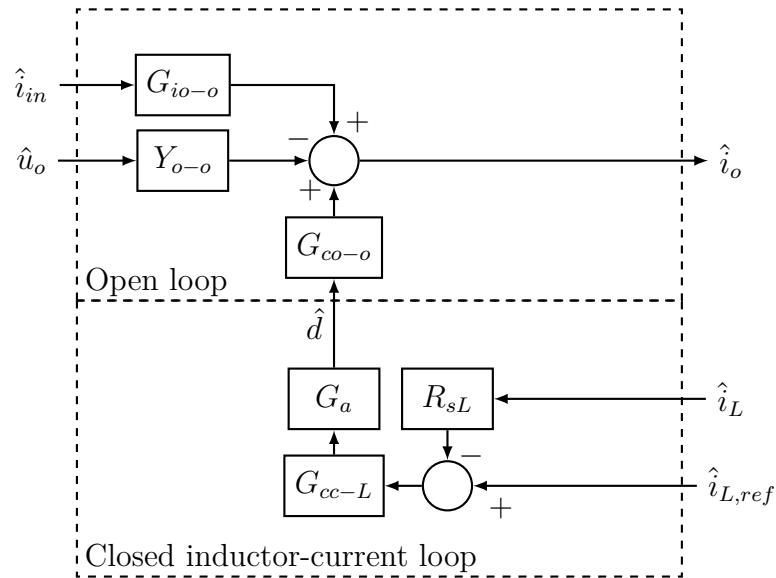 î_in G_io−o +
û_o Y_o−o − î_o
+
G_co−o
Open loop
d̂
G_a R_sL î_L
−
G_cc−L î_L,ref
+
Closed inductor-current loop